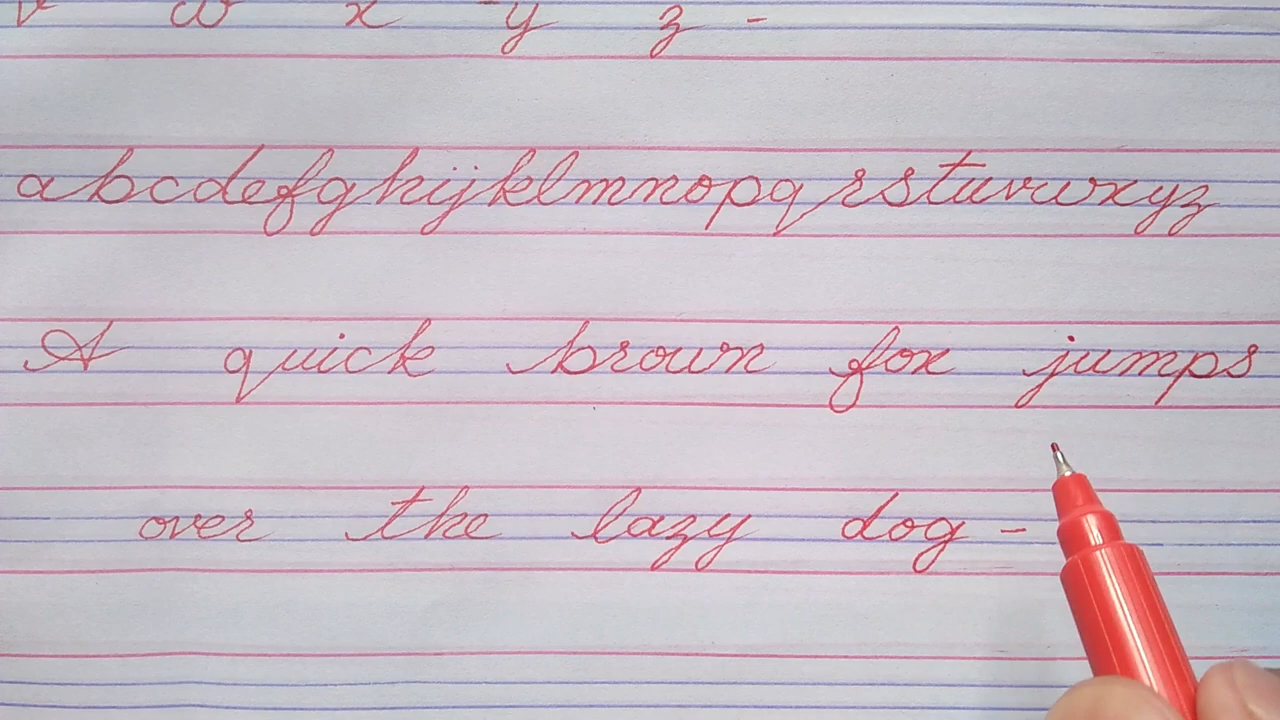 v w x y z -
abcdefghijklmnopqrstuvwxyz
A quick brown fox jumps
over the lazy dog -